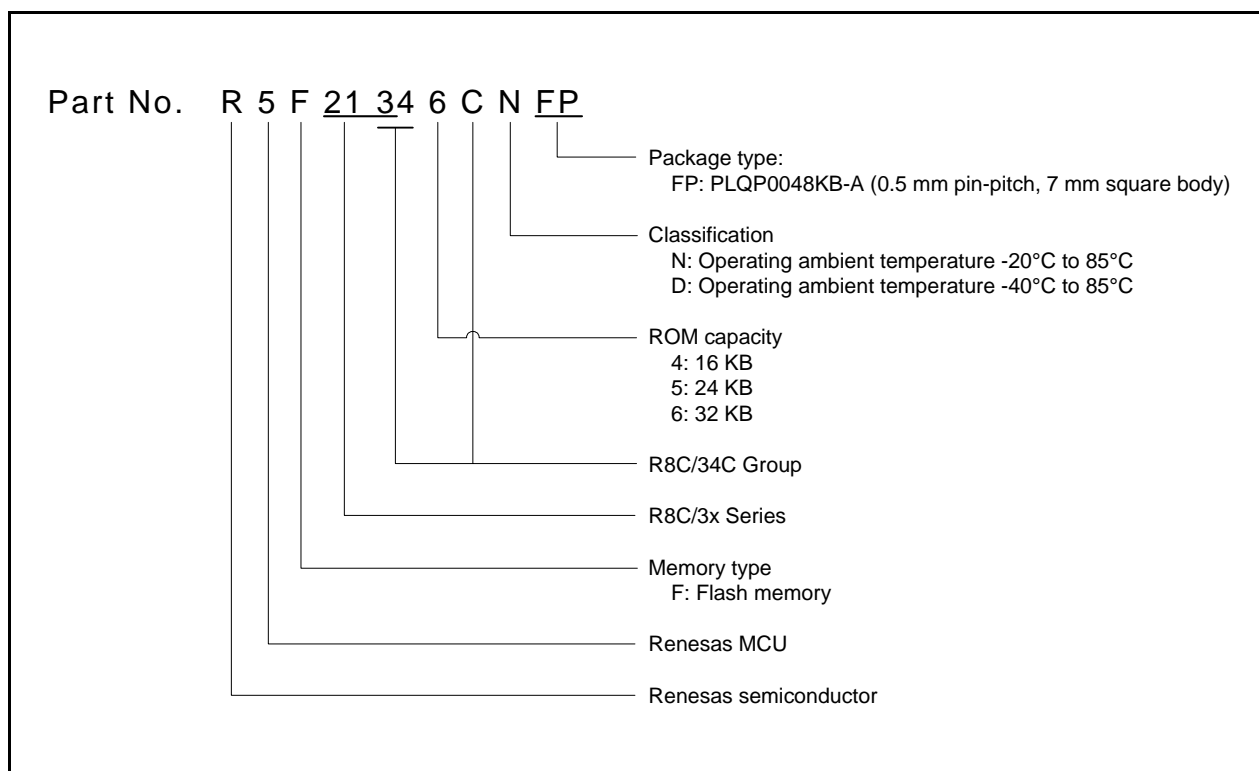 Part No. R 5 F 21 34 6 C N FP
Package type:
FP: PLQP0048KB-A (0.5 mm pin-pitch, 7 mm square body)
Classification
N: Operating ambient temperature -20°C to 85°C
D: Operating ambient temperature -40°C to 85°C
ROM capacity
4: 16 KB
5: 24 KB
6: 32 KB
R8C/34C Group
R8C/3x Series
Memory type
F: Flash memory
Renesas MCU
Renesas semiconductor